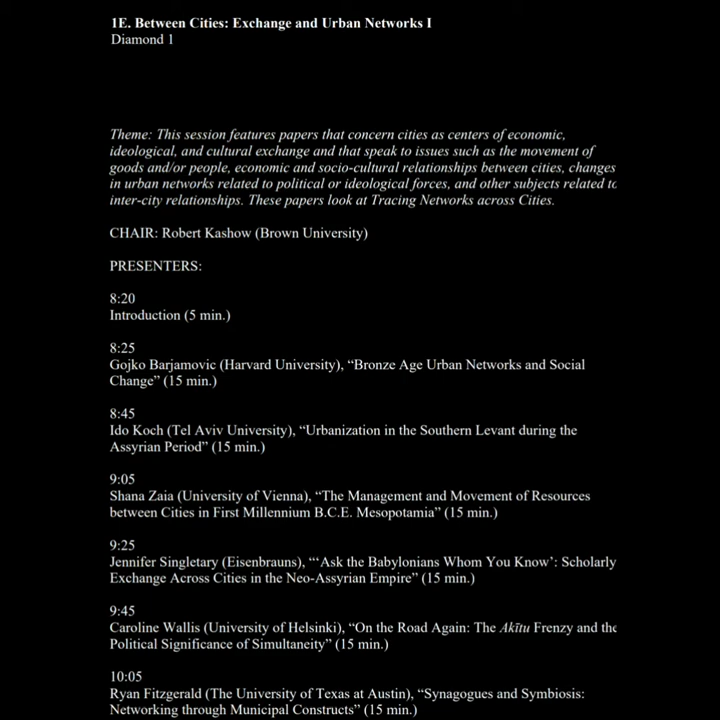 1E. Between Cities: Exchange and Urban Networks I
Diamond 1
Theme: This session features papers that concern cities as centers of economic,
ideological, and cultural exchange and that speak to issues such as the movement of
goods and/or people, economic and socio-cultural relationships between cities, changes
in urban networks related to political or ideological forces, and other subjects related to
inter-city relationships. These papers look at Tracing Networks across Cities.
CHAIR: Robert Kashow (Brown University)
PRESENTERS:
8:20
Introduction (5 min.)
8:25
Gojko Barjamovic (Harvard University), “Bronze Age Urban Networks and Social
Change” (15 min.)
8:45
Ido Koch (Tel Aviv University), “Urbanization in the Southern Levant during the
Assyrian Period” (15 min.)
9:05
Shana Zaia (University of Vienna), “The Management and Movement of Resources
between Cities in First Millennium B.C.E. Mesopotamia” (15 min.)
9:25
Jennifer Singletary (Eisenbrauns), “‘Ask the Babylonians Whom You Know’: Scholarly
Exchange Across Cities in the Neo-Assyrian Empire” (15 min.)
9:45
Caroline Wallis (University of Helsinki), “On the Road Again: The Akītu Frenzy and the
Political Significance of Simultaneity” (15 min.)
10:05
Ryan Fitzgerald (The University of Texas at Austin), “Synagogues and Symbiosis:
Networking through Municipal Constructs” (15 min.)